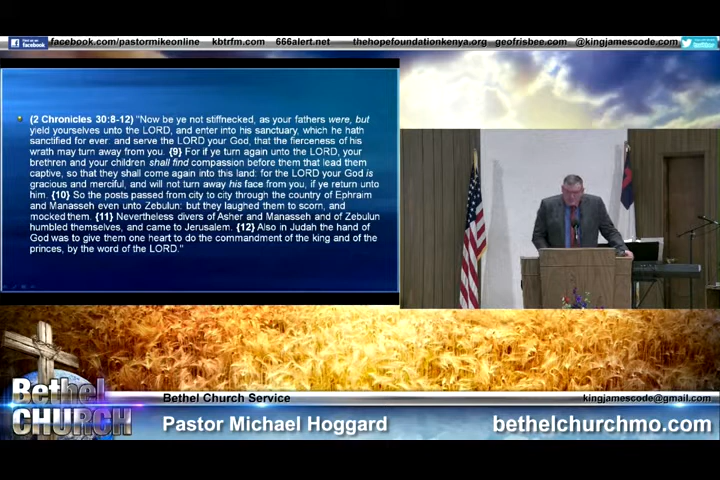 Find us on facebook facebook.com/pastormikeonline kbtrfm.com 666alert.net thehopefoundationkenya.org geofrisbee.com @kingjamescode.com
(2 Chronicles 30:8-12) "Now be ye not stiffnecked, as your fathers were, but
yield yourselves unto the LORD, and enter into his sanctuary, which he hath
sanctified for ever: and serve the LORD your God, that the fierceness of his
wrath may turn away from you. {9} For if ye turn again unto the LORD, your
brethren and your children shall find compassion before them that lead them
captive, so that they shall come again into this land: for the LORD your God is
gracious and merciful, and will not turn away his face from you, if ye return unto
him. {10} So the posts passed from city to city through the country of Ephraim
and Manasseh even unto Zebulun: but they laughed them to scorn, and
mocked them. {11} Nevertheless divers of Asher and Manasseh and of Zebulun
humbled themselves, and came to Jerusalem. {12} Also in Judah the hand of
God was to give them one heart to do the commandment of the king and of the
princes, by the word of the LORD."
Bethel
CHURCH
Bethel Church Service kingjamescode@gmail.com
Pastor Michael Hoggard bethelchurchmo.com